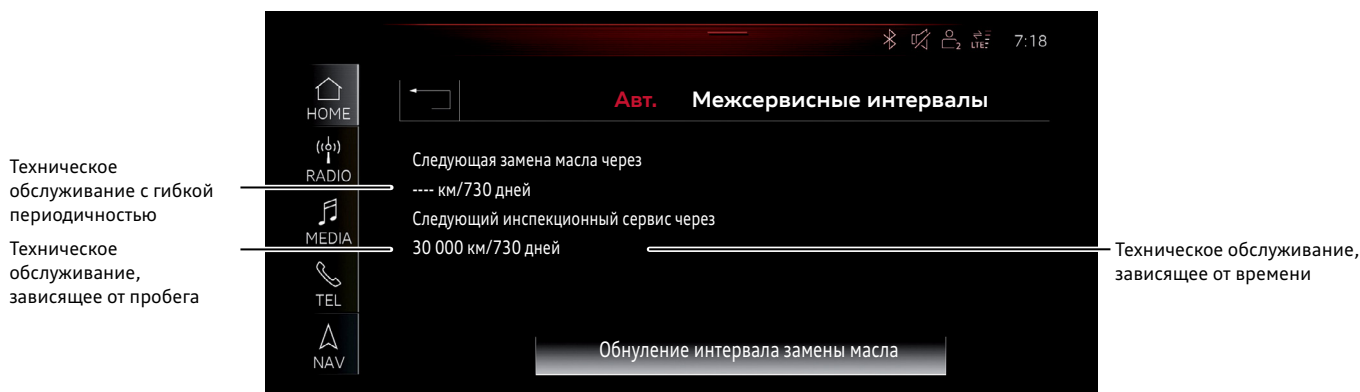 7:18
HOME
Авт. Межсервисные интервалы
RADIO
Следующая замена масла через
---- км/730 дней
MEDIA
Следующий инспекционный сервис через
30 000 км/730 дней
TEL
NAV
Обнуление интервала замены масла
Техническое
обслуживание с гибкой
периодичностью
Техническое
обслуживание,
зависящее от пробега
Техническое обслуживание,
зависящее от времени
2
LTE